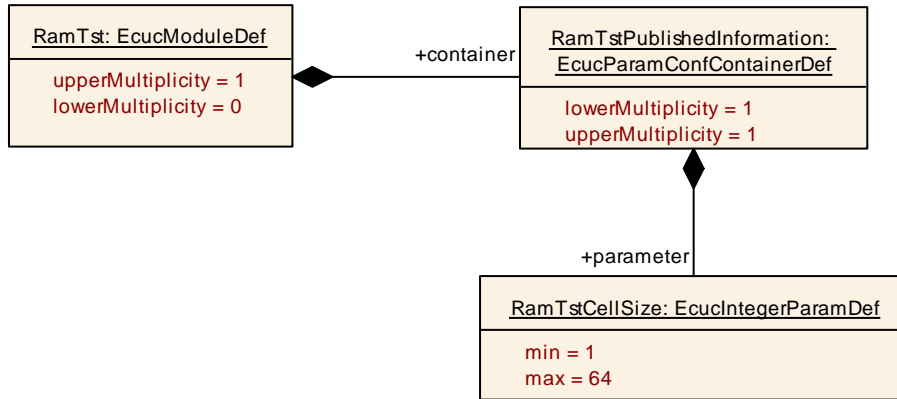 RamTst: EcucModuleDef
upperMultiplicity = 1
lowerMultiplicity = 0
+container
RamTstPublishedInformation:
EcucParamConfContainerDef
lowerMultiplicity = 1
upperMultiplicity = 1
+parameter
RamTstCellSize: EcucIntegerParamDef
min = 1
max = 64